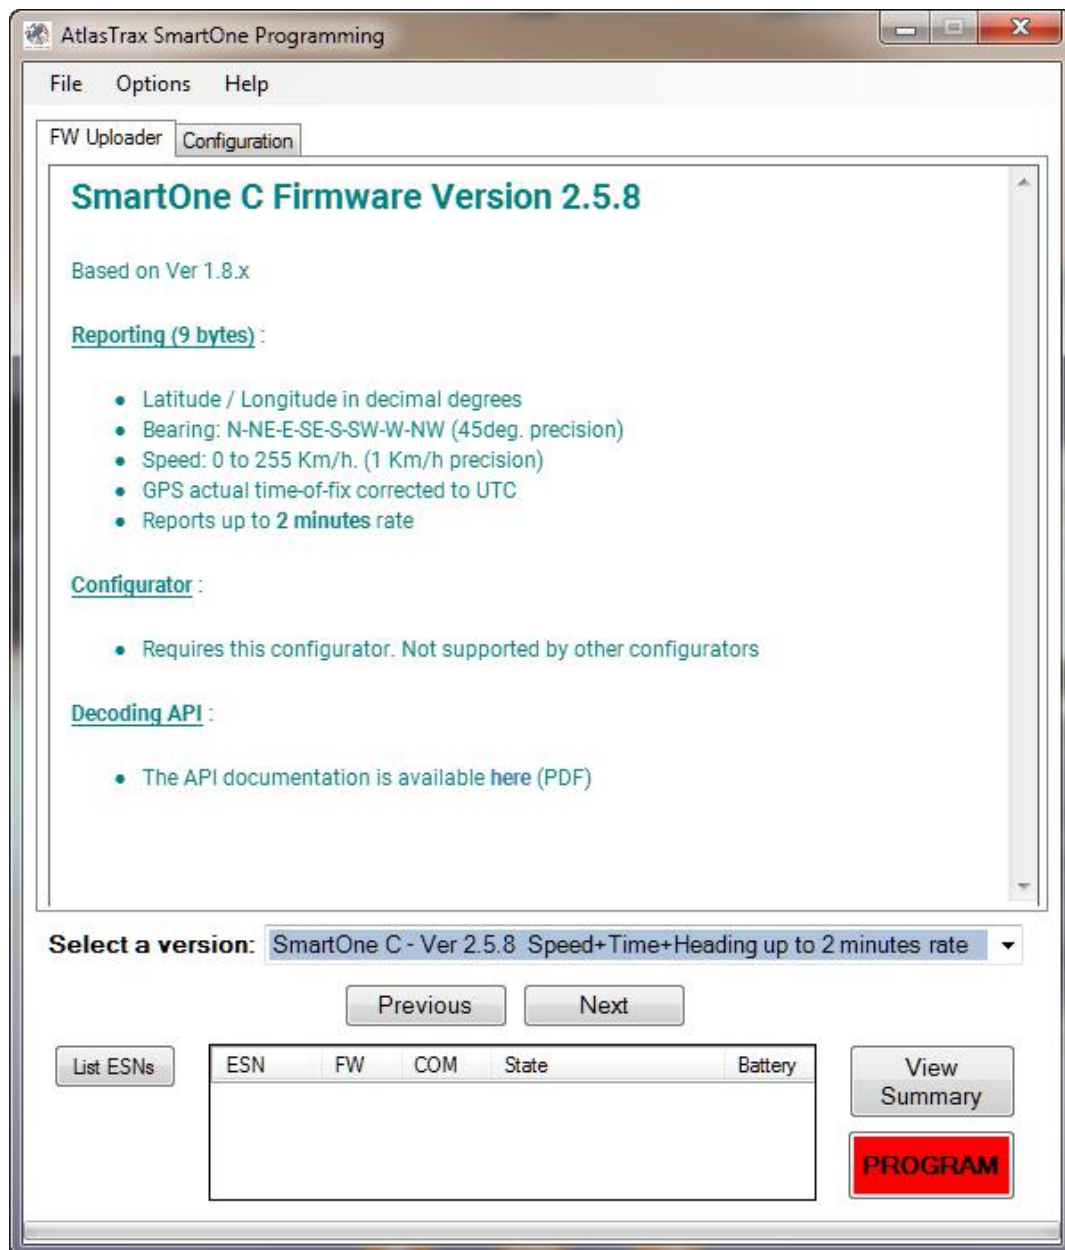 AtlasTrax SmartOne Programming
File Options Help
FW Uploader Configuration
SmartOne C Firmware Version 2.5.8
Based on Ver 1.8.x
Reporting (9 bytes) :
• Latitude / Longitude in decimal degrees
• Bearing: N-NE-E-SE-S-SW-W-NW (45deg. precision)
• Speed: 0 to 255 Km/h. (1 Km/h precision)
• GPS actual time-of-fix corrected to UTC
• Reports up to 2 minutes rate
Configurator :
• Requires this configurator. Not supported by other configurators
Decoding API :
• The API documentation is available here (PDF)
Select a version: SmartOne C - Ver 2.5.8 Speed+Time+Heading up to 2 minutes rate
Previous Next
List ESNs
ESN FW COM State Battery
View
Summary
PROGRAM